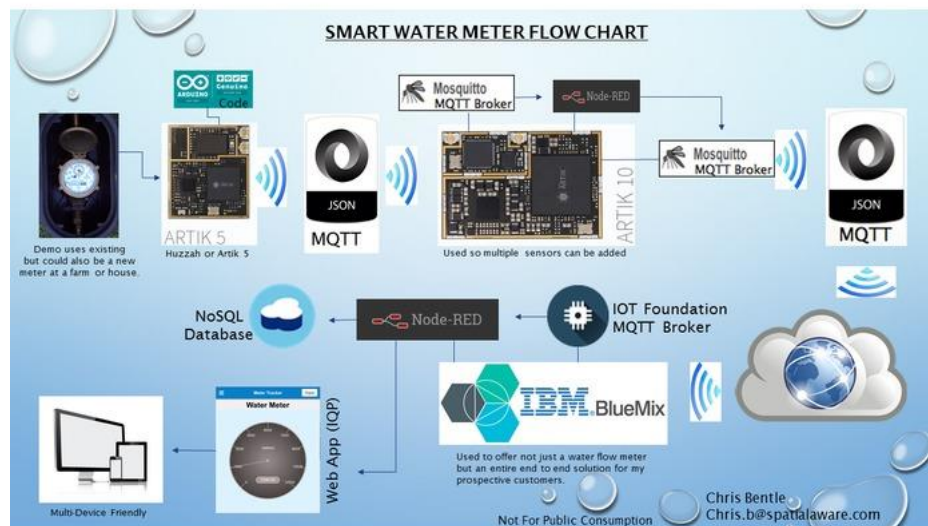 SMART WATER METER FLOW CHART
ARDUINO
Genuino
Code
Mosquitto
MQTT Broker
Node-RED
Mosquitto
MQTT Broker
JSON
MQTT
JSON
MQTT
ARTIK 5
ARTIK 10
Demo uses existing
but could also be a new
meter at a farm or house.
Huzzah or Artik 5
Used so multiple sensors can be added
NoSQL
Database
Node-RED
IOT Foundation
MQTT Broker
IBM. BlueMix
Water Meter
Web App (IQP)
Used to offer not just a water flow meter
but an entire end to end solution for my
prospective customers.
Multi-Device Friendly
Not For Public Consumption
Chris Bentle
Chris.b@spatialaware.com